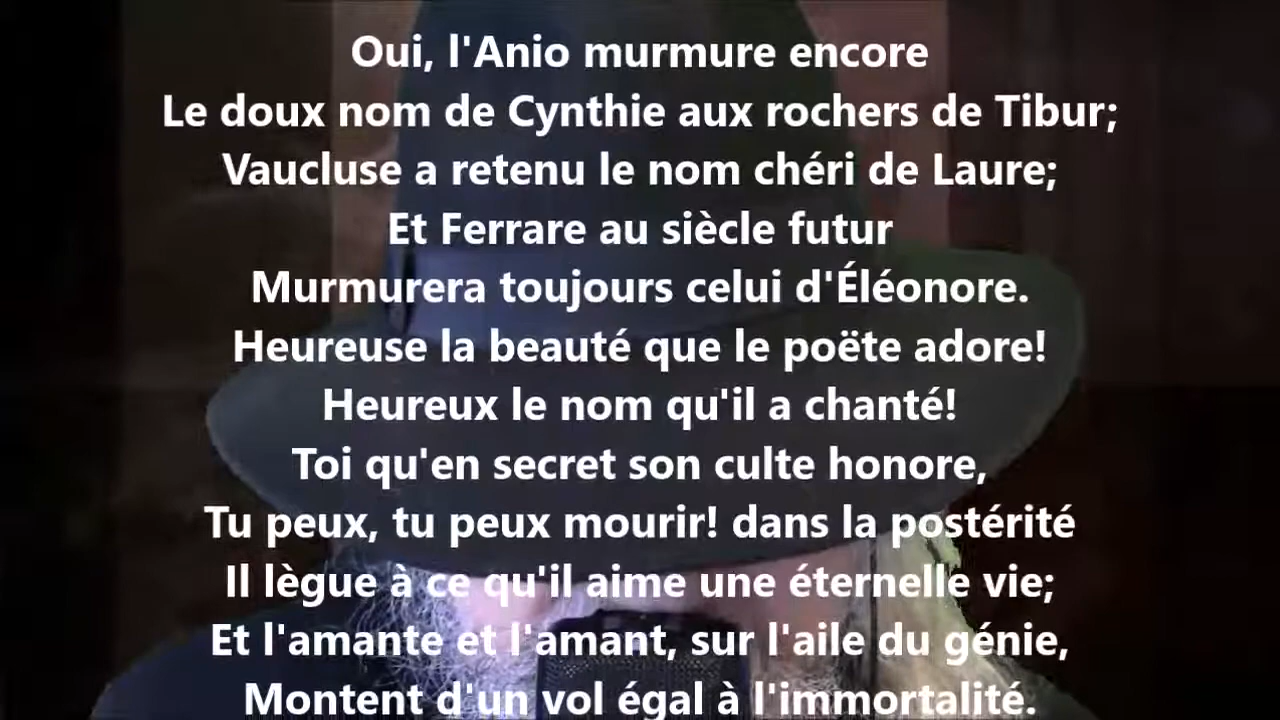 Oui, l'Anio murmure encore
Le doux nom de Cynthie aux rochers de Tibur;
Vaucluse a retenu le nom chéri de Laure;
Et Ferrare au siècle futur
Murmurera toujours celui d'Éléonore.
Heureuse la beauté que le poëte adore!
Heureux le nom qu'il a chanté!
Toi qu'en secret son culte honore,
Tu peux, tu peux mourir! dans la postérité
Il lègue à ce qu'il aime une éternelle vie;
Et l'amante et l'amant, sur l'aile du génie,
Montent d'un vol égal à l'immortalité.